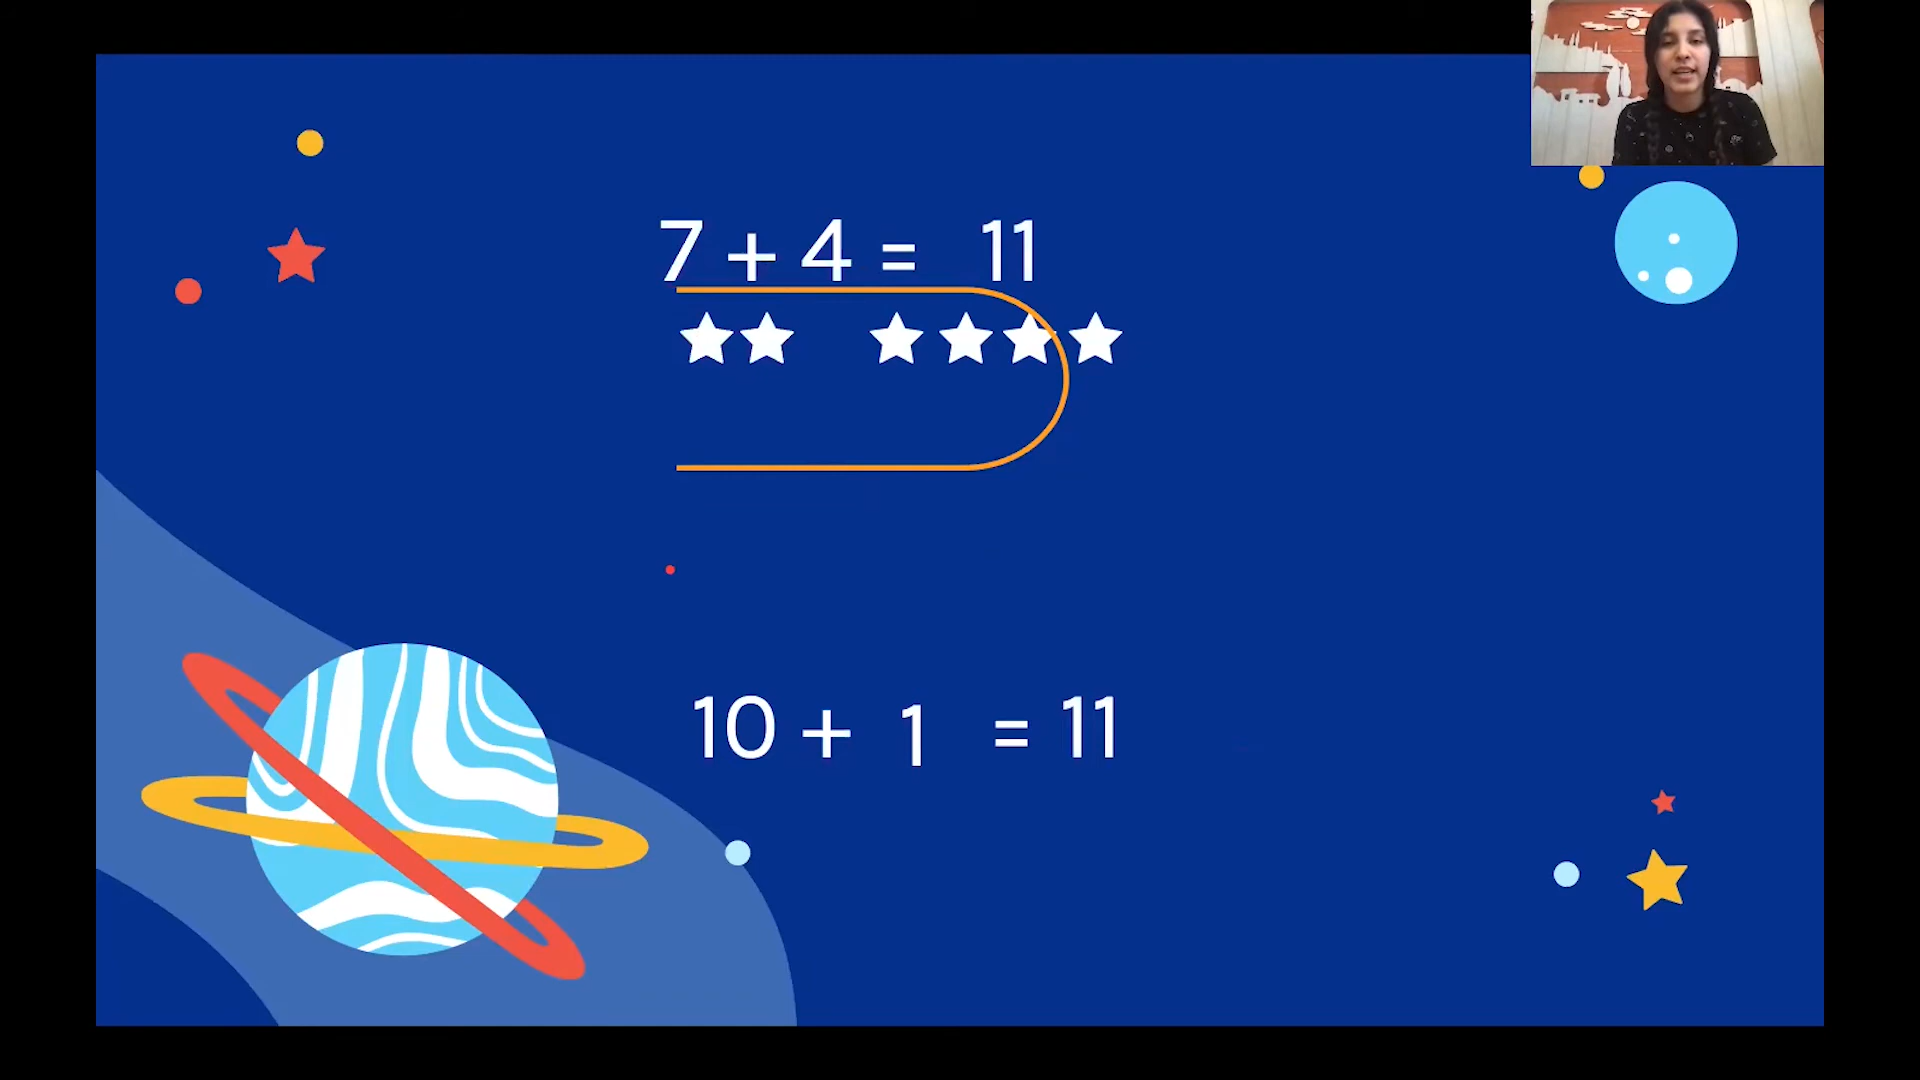 7 + 4 = 11
10 + 1 = 11